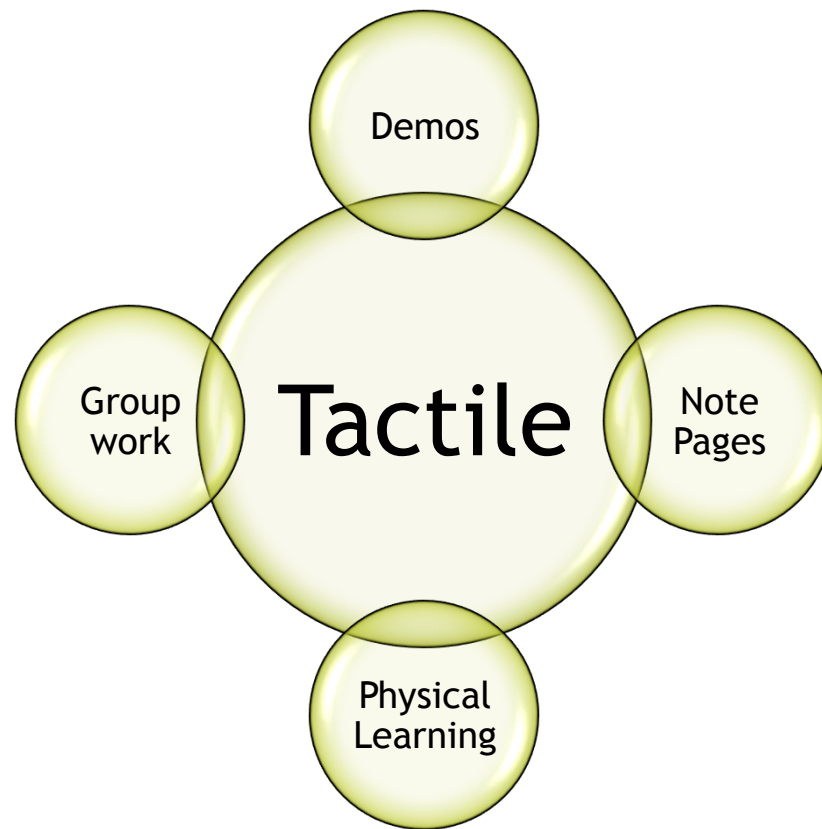 Demos
Group
work
Tactile
Note
Pages
Physical
Learning